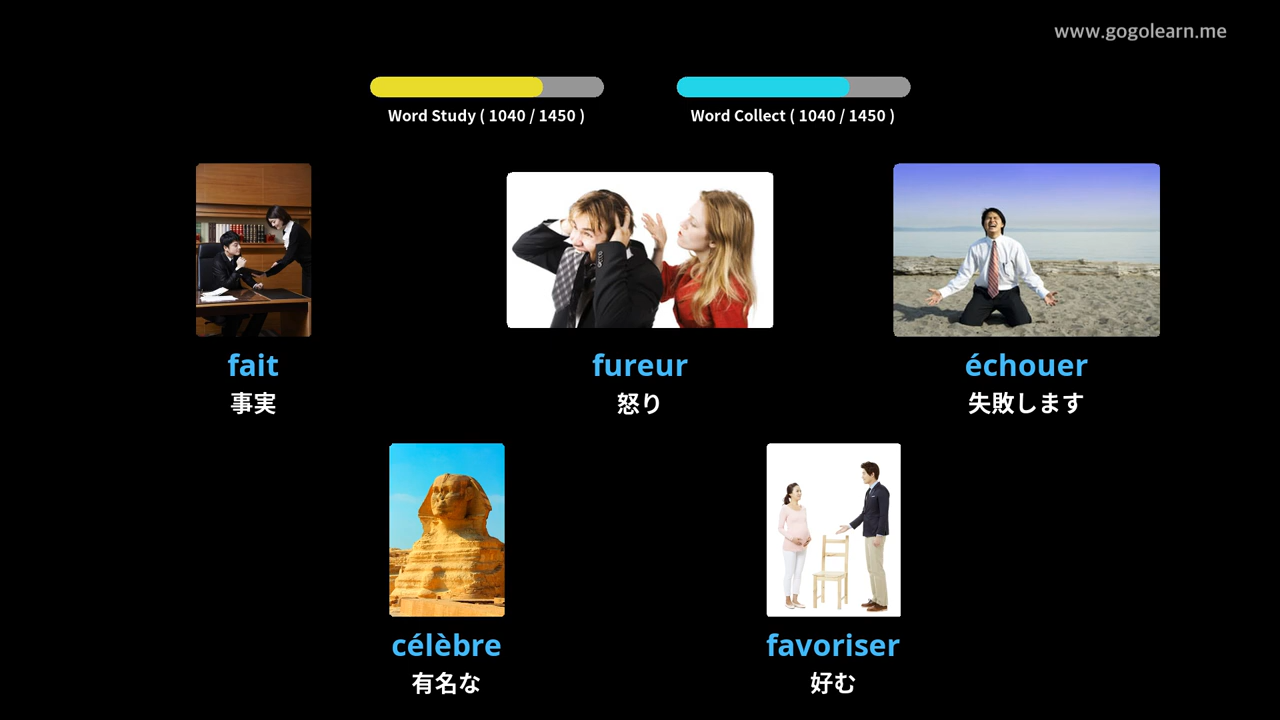 www.gogolearn.me
Word Study ( 1040 / 1450 )
Word Collect ( 1040 / 1450 )
fait
事実
fureur
怒り
échouer
失敗します
célèbre
有名な
favoriser
好む